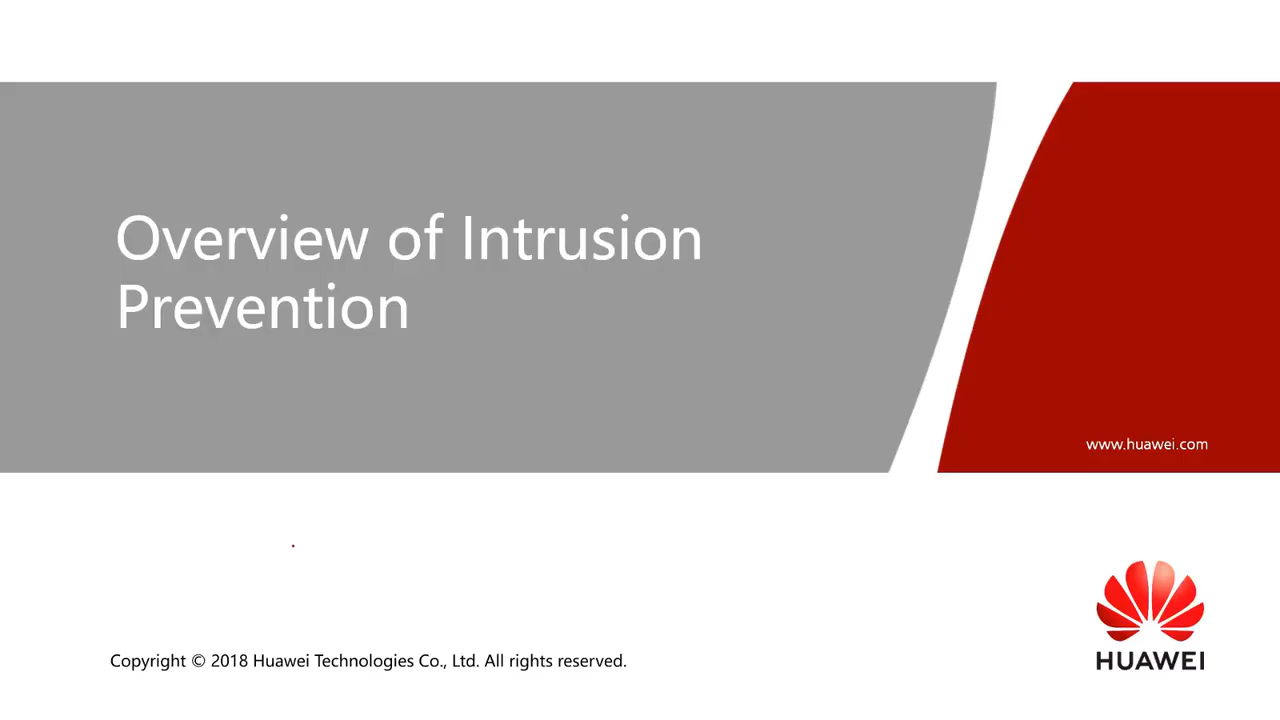 Overview of Intrusion
Prevention
www.huawei.com
HUAWEI
Copyright © 2018 Huawei Technologies Co., Ltd. All rights reserved.